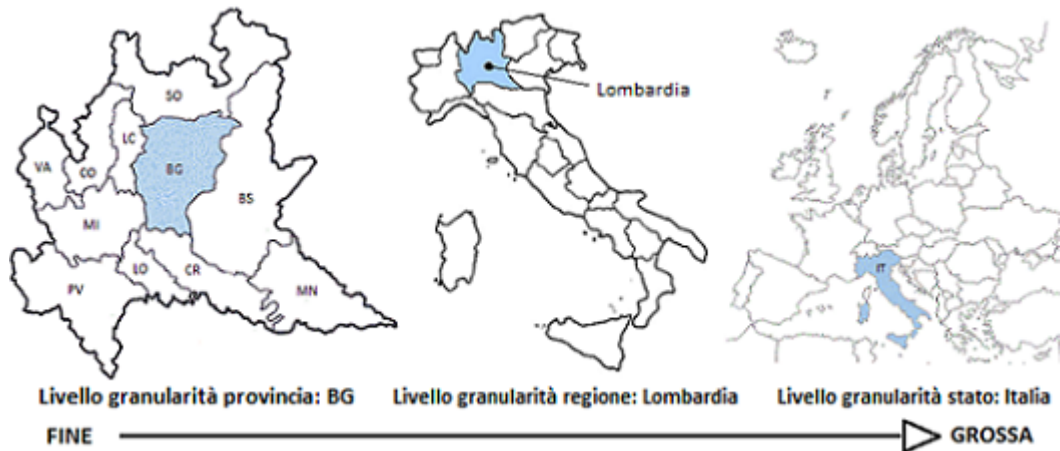 SO
LC
VA
CO
BG
BS
MI
LO
CR
PV
MN
Lombardia
IT
Livello granularità provincia: BG
Livello granularità regione: Lombardia
Livello granularità stato: Italia
FINE
GROSSA